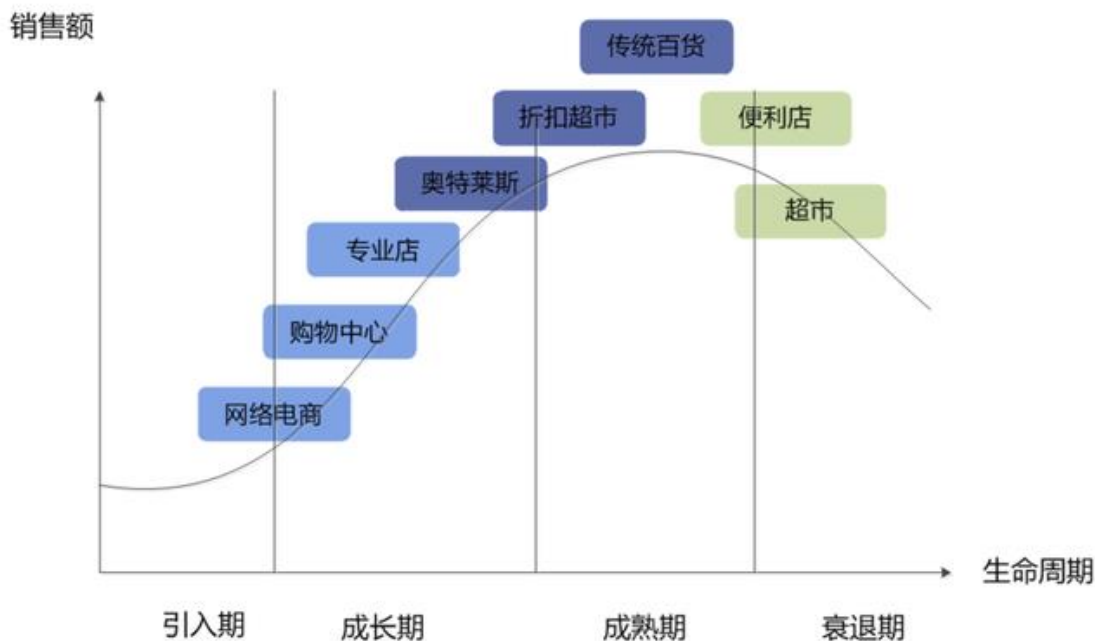 销售额
传统百货
折扣超市
便利店
奥特莱斯
超市
专业店
购物中心
网络电商
生命周期
引入期
成长期
成熟期
衰退期